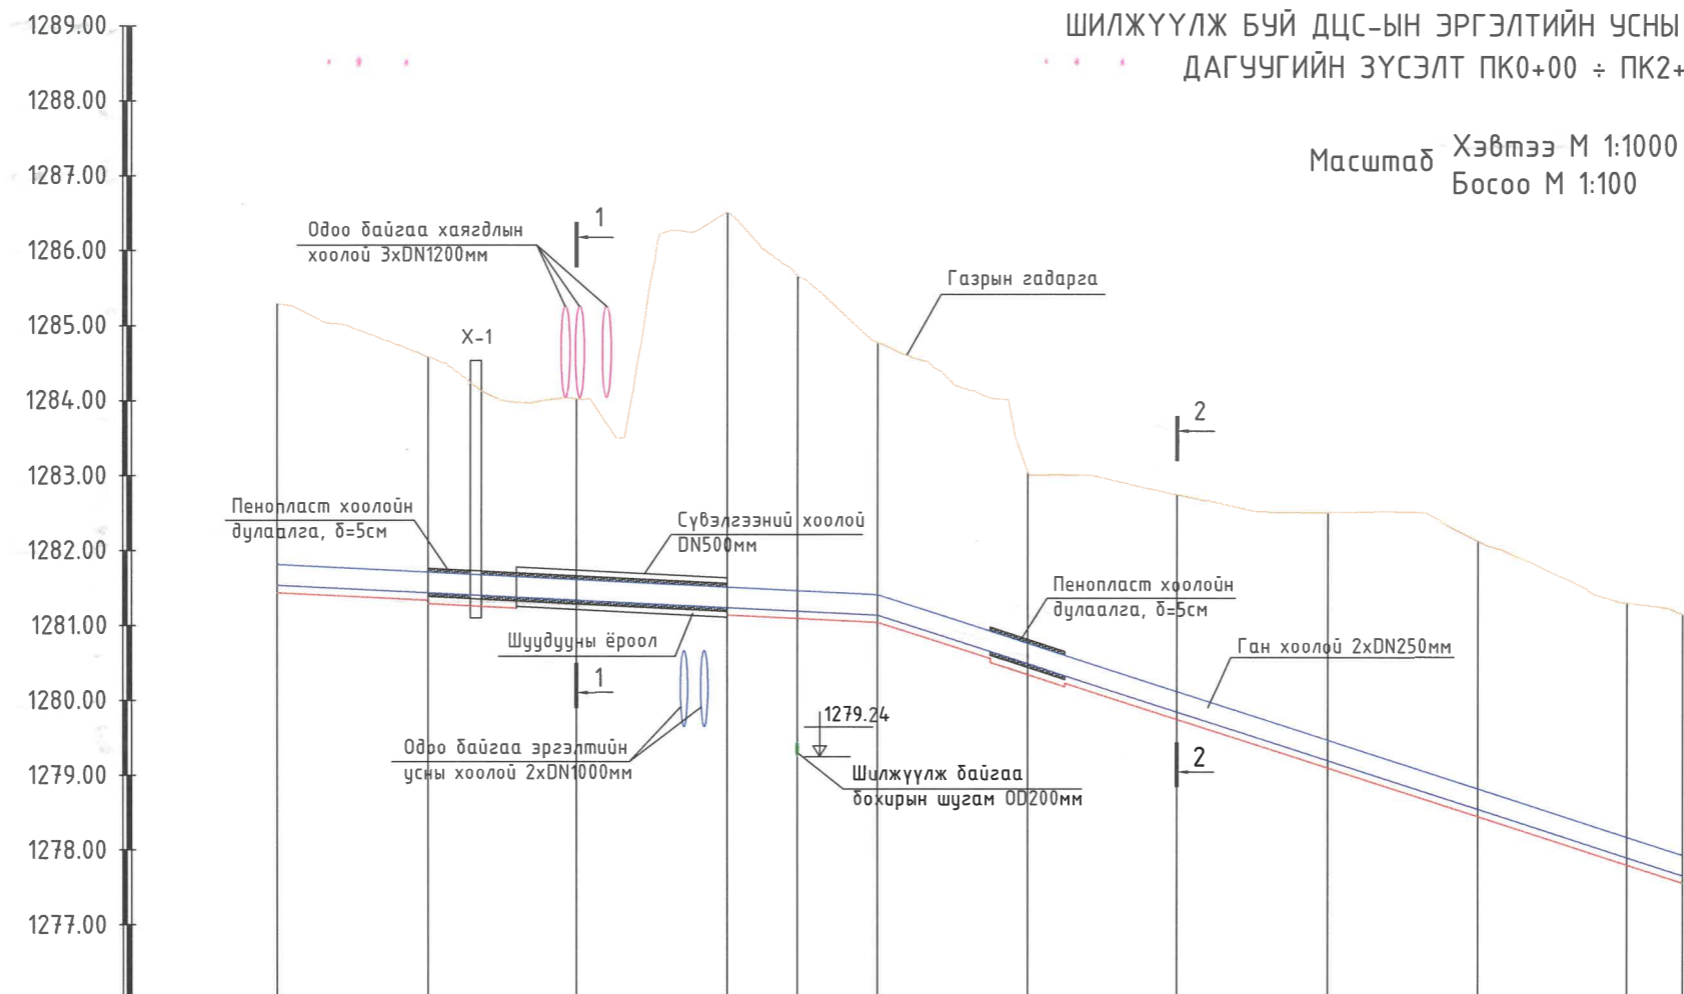 ШИЛЖҮҮЛЖ БУЙ ДЦС-ЫН ЭРГЭЛТИЙН УСНЫ
ДАГУУГИЙН ЗҮСЭЛТ ПК0+00 ÷ ПК2+
Масштаб
Хэвтээ М 1:1000
Босоо М 1:100
1289.00
1288.00
1287.00
1286.00
1285.00
1284.00
1283.00
1282.00
1281.00
1280.00
1279.00
1278.00
1277.00
Одоо байгаа хаягдлын
хоолой 3xDN1200мм
1
Газрын гадарга
X-1
2
Пенопласт хоолойн
дулаалга, δ=5см
Сүвэлгээний хоолой
DN500мм
Пенопласт хоолойн
дулаалга, δ=5см
Шуудууны ёроол
Ган хоолой 2xDN250мм
1
1279.24
Одоо байгаа эргэлтийн
усны хоолой 2xDN1000мм
2
Шилжүүлж байгаа
бохирын шугам OD200мм